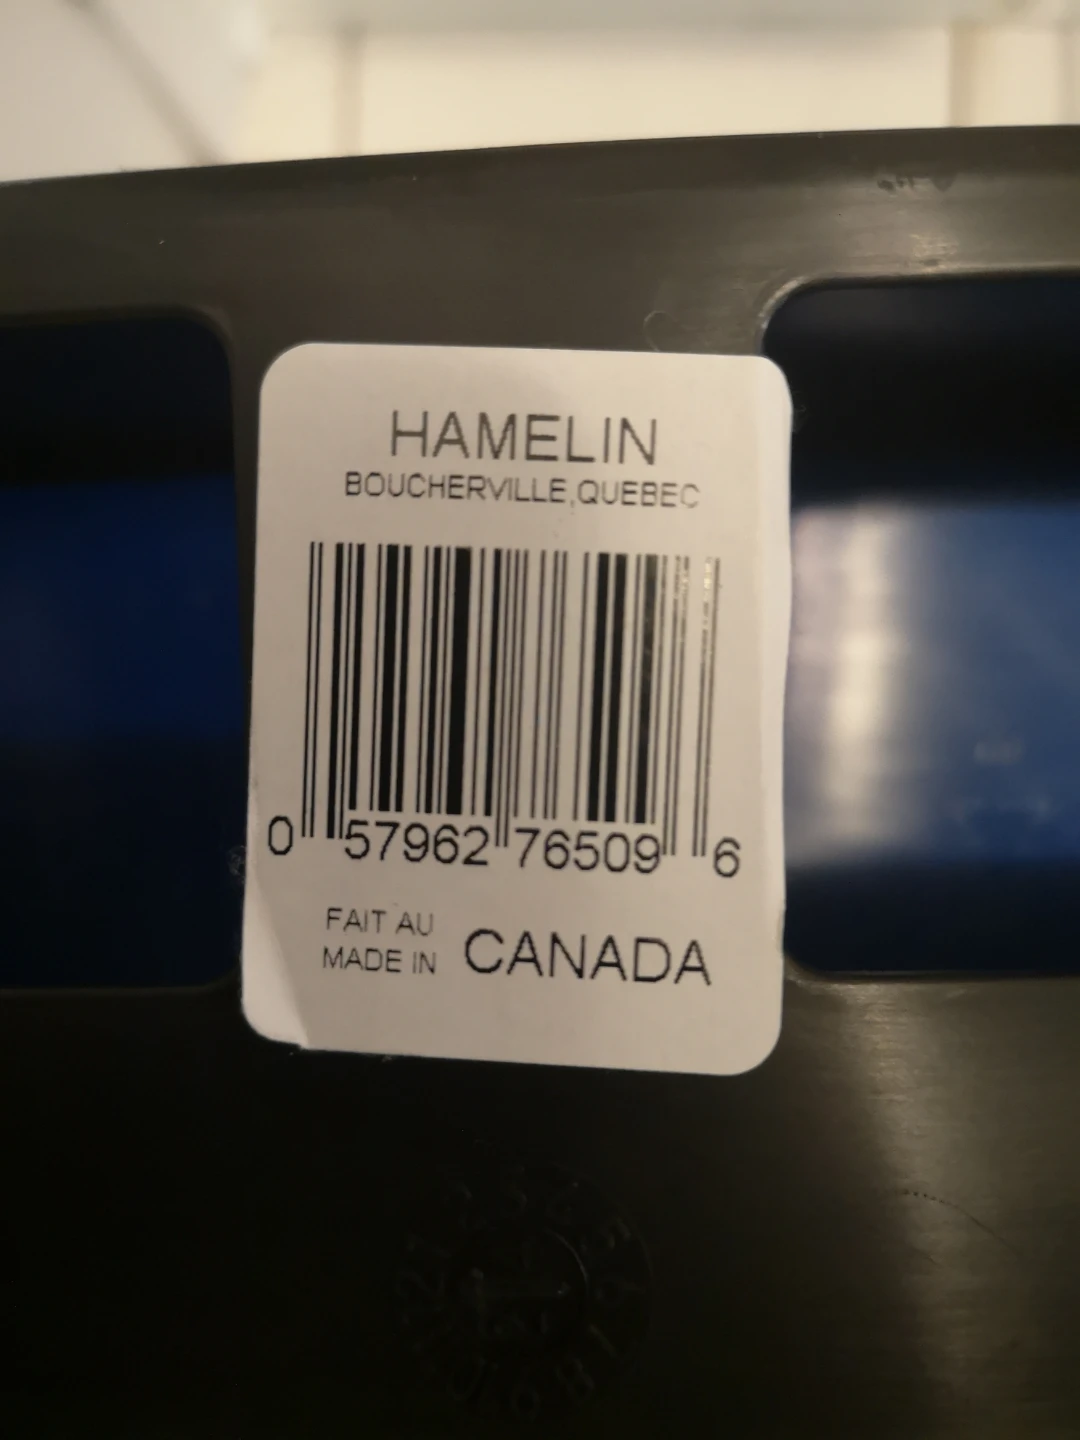 HAMELIN
BOUCHERVILLE, QUEBEC
0 57962 76509 6
FAIT AU
MADE IN CANADA